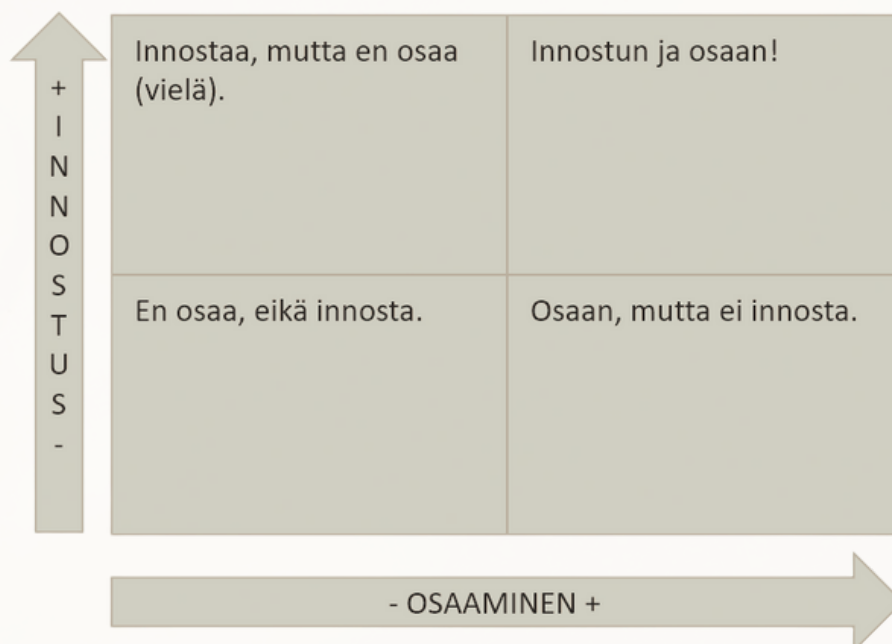 +
I
N
N
O
S
T
U
S
-
Innostaa, mutta en osaa
(vielä).
Innostun ja osaan!
En osaa, eikä innosta.
Osaan, mutta ei innosta.
- OSAAMINEN +